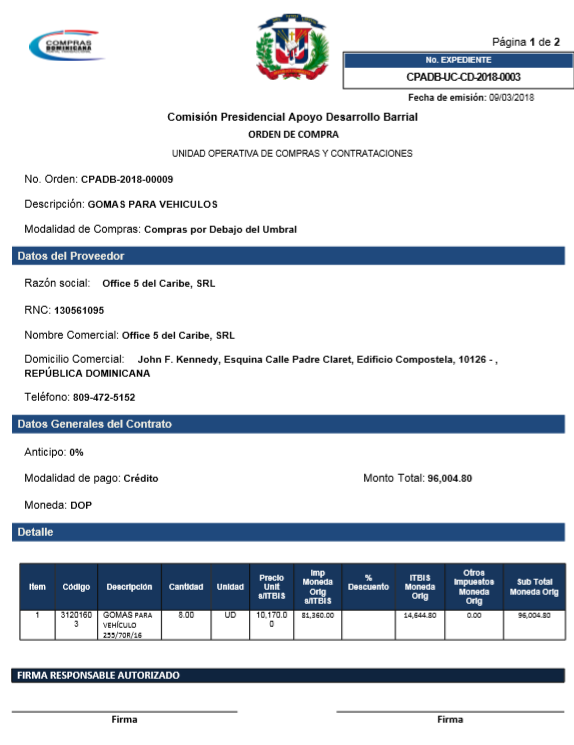 COMPRAS
DOMINICANA
Página 1 de 2
No. EXPEDIENTE
CPADB-UC-CD-2018-0003
Fecha de emisión: 09/03/2018
Comisión Presidencial Apoyo Desarrollo Barrial
ORDEN DE COMPRA
UNIDAD OPERATIVA DE COMPRAS Y CONTRATACIONES
No. Orden: CPADB-2018-00009
Descripción: GOMAS PARA VEHICULOS
Modalidad de Compras: Compras por Debajo del Umbral
Datos del Proveedor
Razón social: Office 5 del Caribe, SRL
RNC: 130561095
Nombre Comercial: Office 5 del Caribe, SRL
Domicilio Comercial: John F. Kennedy, Esquina Calle Padre Claret, Edificio Compostela, 10126 - ,
REPÚBLICA DOMINICANA
Teléfono: 809-472-5152
Datos Generales del Contrato
Anticipo: 0%
Modalidad de pago: Crédito Monto Total: 96,004.80
Moneda: DOP
Detalle
Item Código Descripción Cantidad Unidad Precio Unit s/ITBIS Imp Moneda Orig s/ITBIS % Descuento ITBIS Moneda Orig Otros Impuestos Moneda Orig Sub Total Moneda Orig
1 31201603 GOMAS PARA VEHÍCULO 255/70R/16 8.00 UD 10,170.00 81,360.00 14,644.80 0.00 96,004.80
FIRMA RESPONSABLE AUTORIZADO
Firma Firma